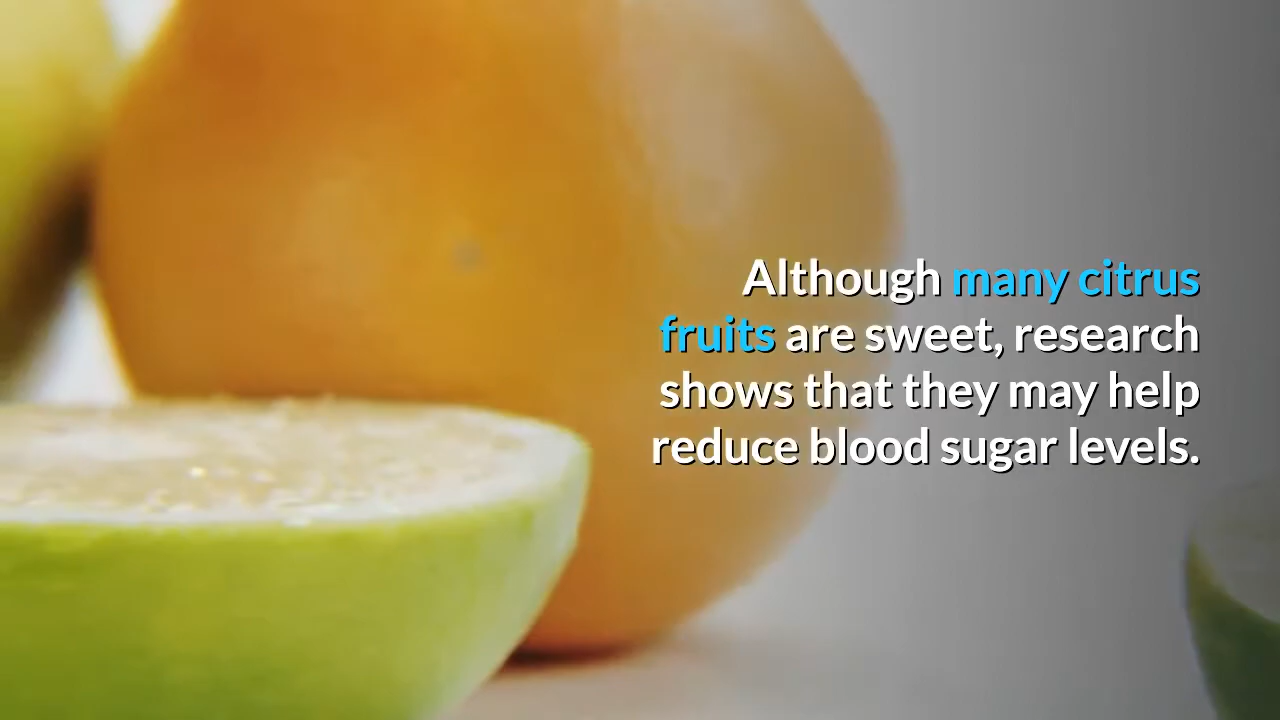 Although many citrus
fruits are sweet, research
shows that they may help
reduce blood sugar levels.